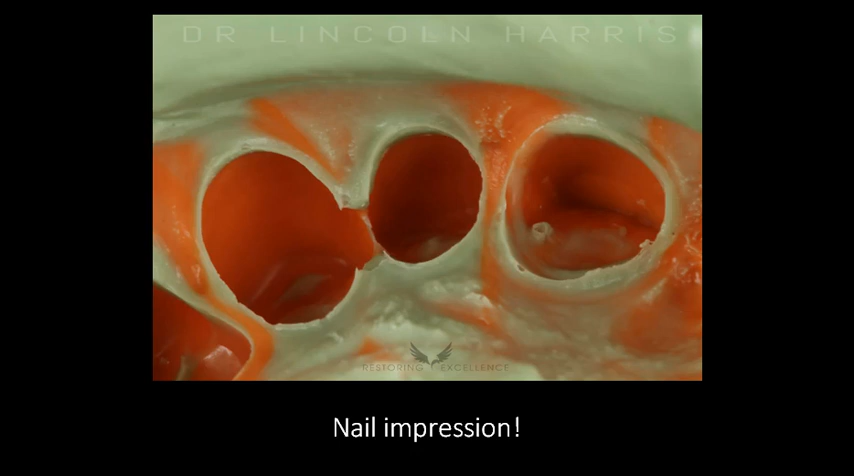 DR LINCOLN HARRIS
RESTORING EXCELLENCE
Nail impression!